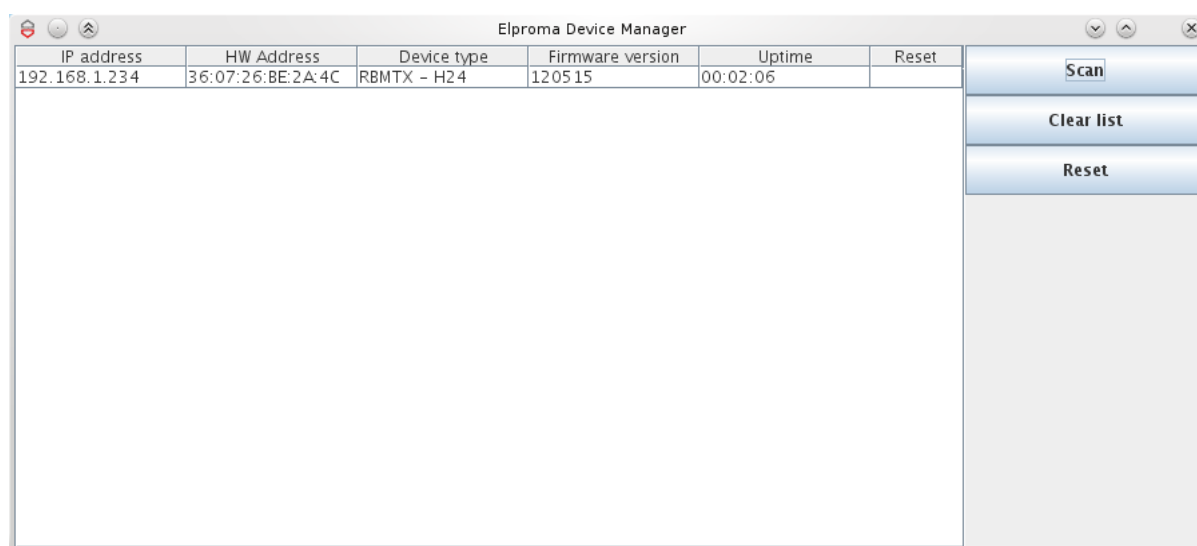 Elproma Device Manager
IP address HW Address Device type Firmware version Uptime Reset
192.168.1.234 36:07:26:BE:2A:4C RBMTX – H24 120515 00:02:06
Scan
Clear list
Reset